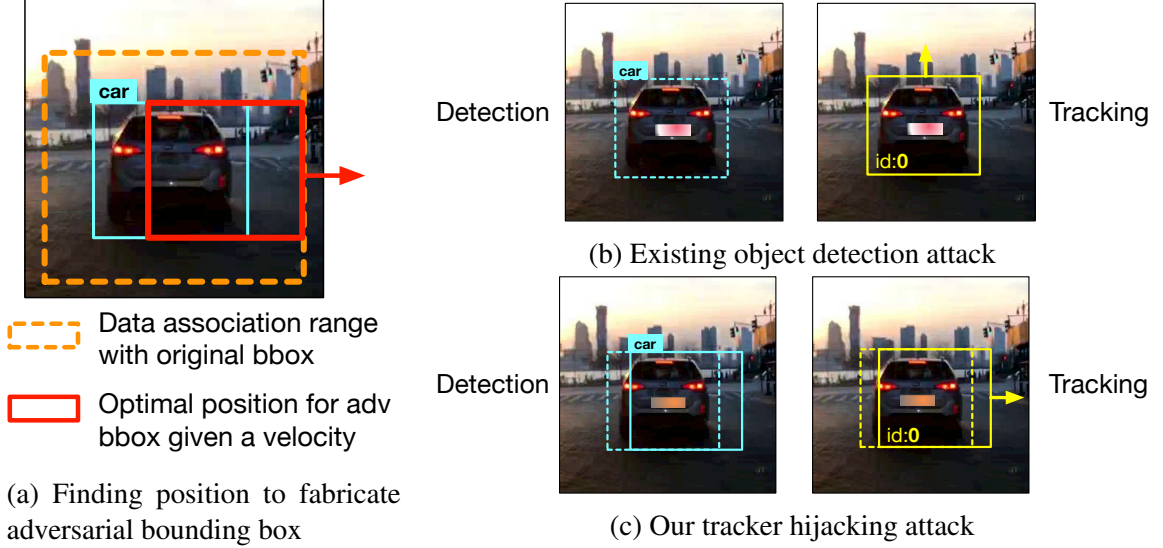 car
Data association range
with original bbox
Optimal position for adv
bbox given a velocity
(a) Finding position to fabricate
adversarial bounding box
Detection
car
id:0
Tracking
(b) Existing object detection attack
Detection
car
id:0
Tracking
(c) Our tracker hijacking attack